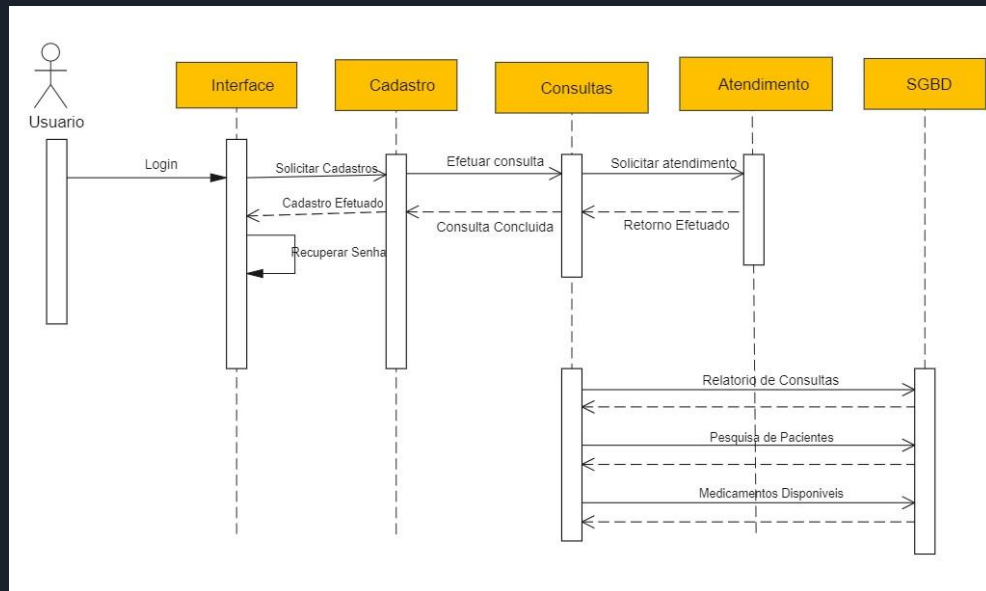 Interface
Cadastro
Consultas
Atendimento
SGBD
Usuario
Login
Solicitar Cadastros
Efetuar consulta
Solicitar atendimento
Cadastro Efetuado
Consulta Concluida
Retorno Efetuado
Recuperar Senha
Relatorio de Consultas
Pesquisa de Pacientes
Medicamentos Disponiveis